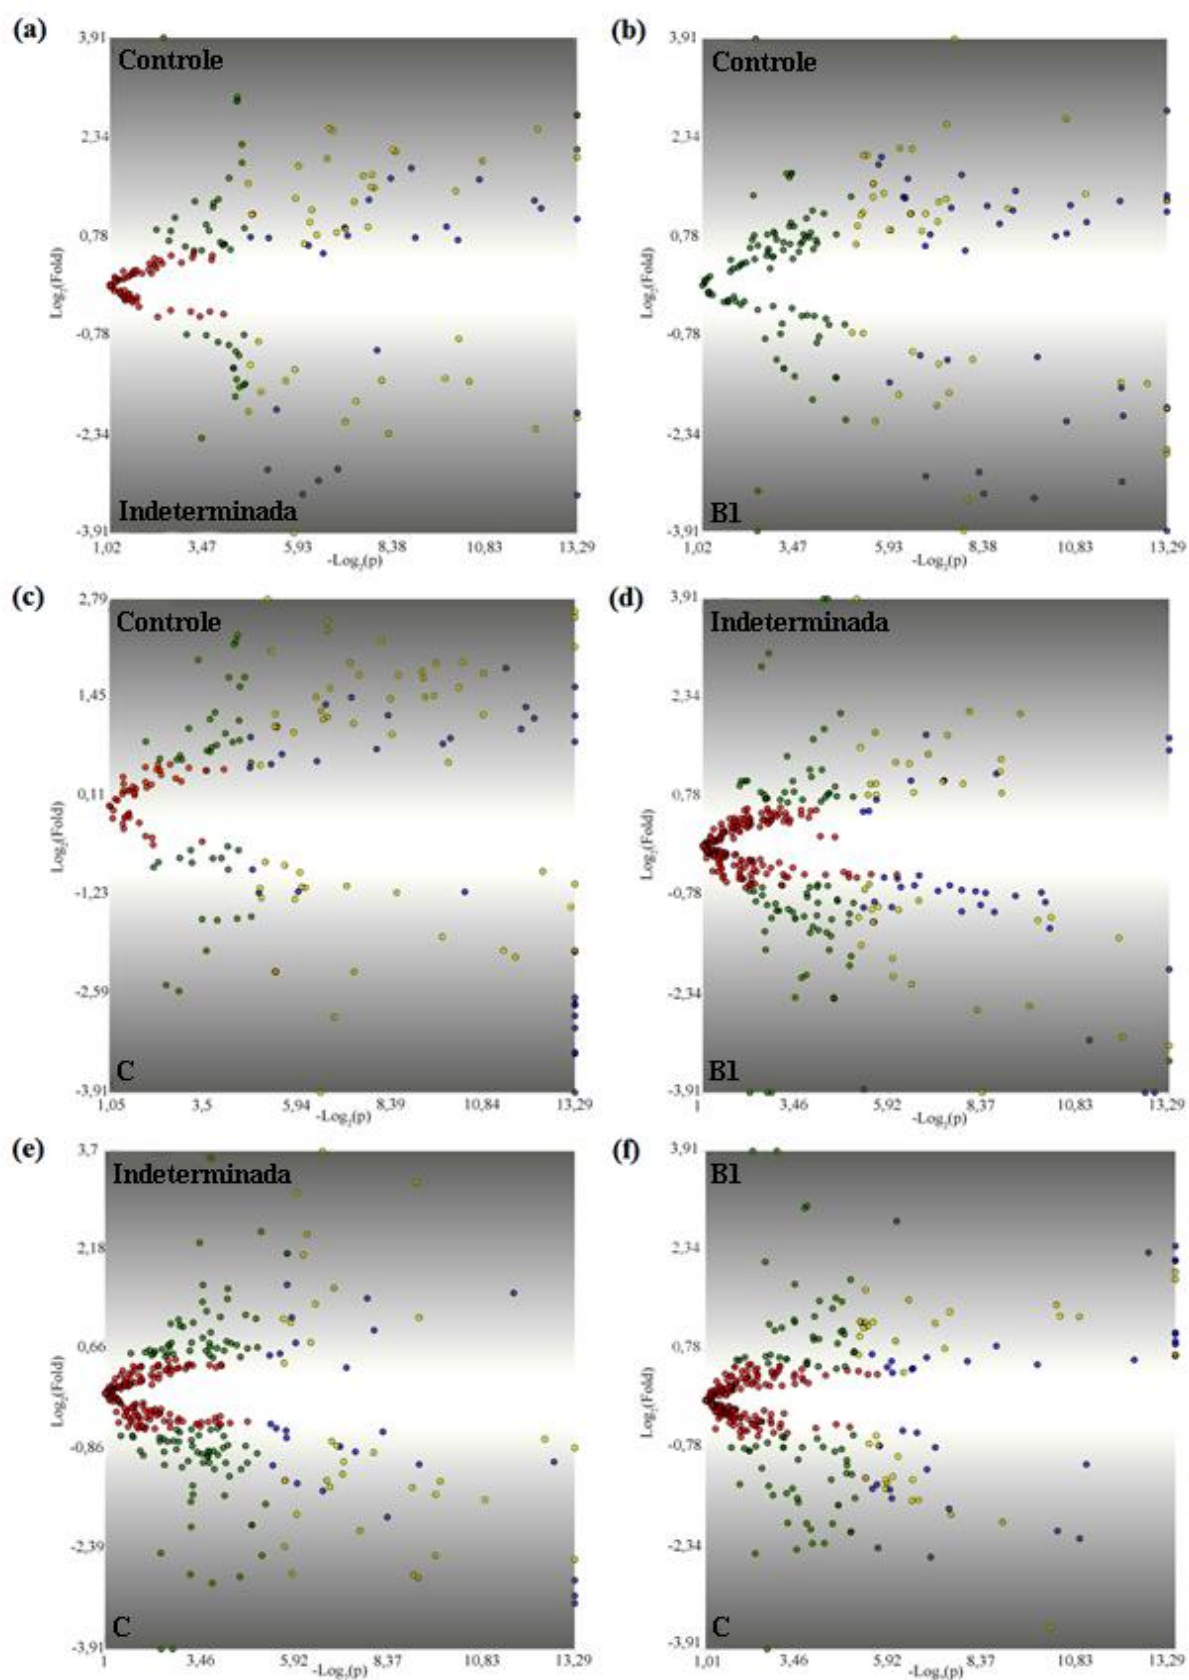 (a)
3,91
Controle
2,34
0,78
Log₂(Fold)
-0,78
-2,34
Indeterminada
-3,91
1,02 3,47 5,93 8,38 10,83 13,29
-Log₂(p)
(b)
3,91
Controle
2,34
0,78
Log₂(Fold)
-0,78
-2,34
B1
-3,91
1,02 3,47 5,93 8,38 10,83 13,29
-Log₂(p)
(c)
2,79
Controle
1,45
0,11
Log₂(Fold)
-1,23
-2,59
C
-3,91
1,05 3,5 5,94 8,39 10,84 13,29
-Log₂(p)
(d)
3,91
Indeterminada
2,34
0,78
Log₂(Fold)
-0,78
-2,34
B1
-3,91
1 3,46 5,92 8,37 10,83 13,29
-Log₂(p)
(e)
3,7
Indeterminada
2,18
0,66
Log₂(Fold)
-0,86
-2,39
C
-3,91
1 3,46 5,92 8,37 10,83 13,29
-Log₂(p)
(f)
3,91
B1
2,34
0,78
Log₂(Fold)
-0,78
-2,34
C
-3,91
1,01 3,46 5,92 8,38 10,83 13,29
-Log₂(p)